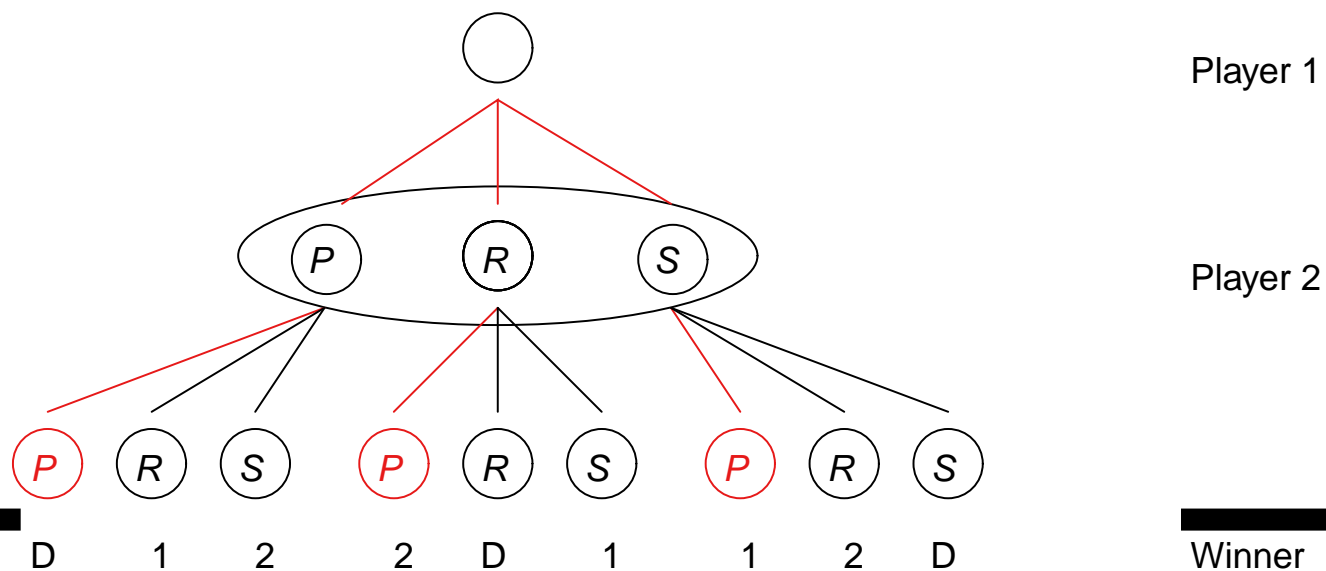 Player 1
P R S Player 2
P R S P R S P R S
D 1 2 2 D 1 1 2 D Winner